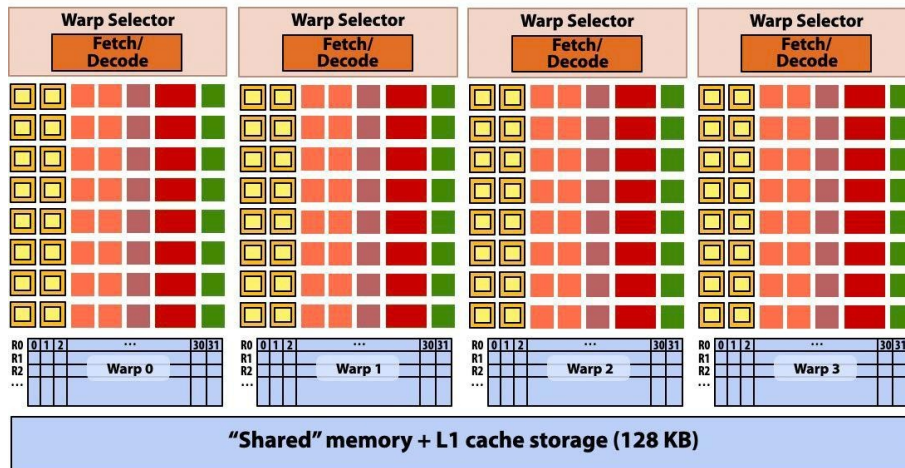 Warp Selector
Fetch/
Decode
Warp Selector
Fetch/
Decode
Warp Selector
Fetch/
Decode
Warp Selector
Fetch/
Decode
R0 0 1 2 ... 30 31
R1
R2 Warp 0
...
R0 0 1 2 ... 30 31
R1
R2 Warp 1
...
R0 0 1 2 ... 30 31
R1
R2 Warp 2
...
R0 0 1 2 ... 30 31
R1
R2 Warp 3
...
“Shared” memory + L1 cache storage (128 KB)